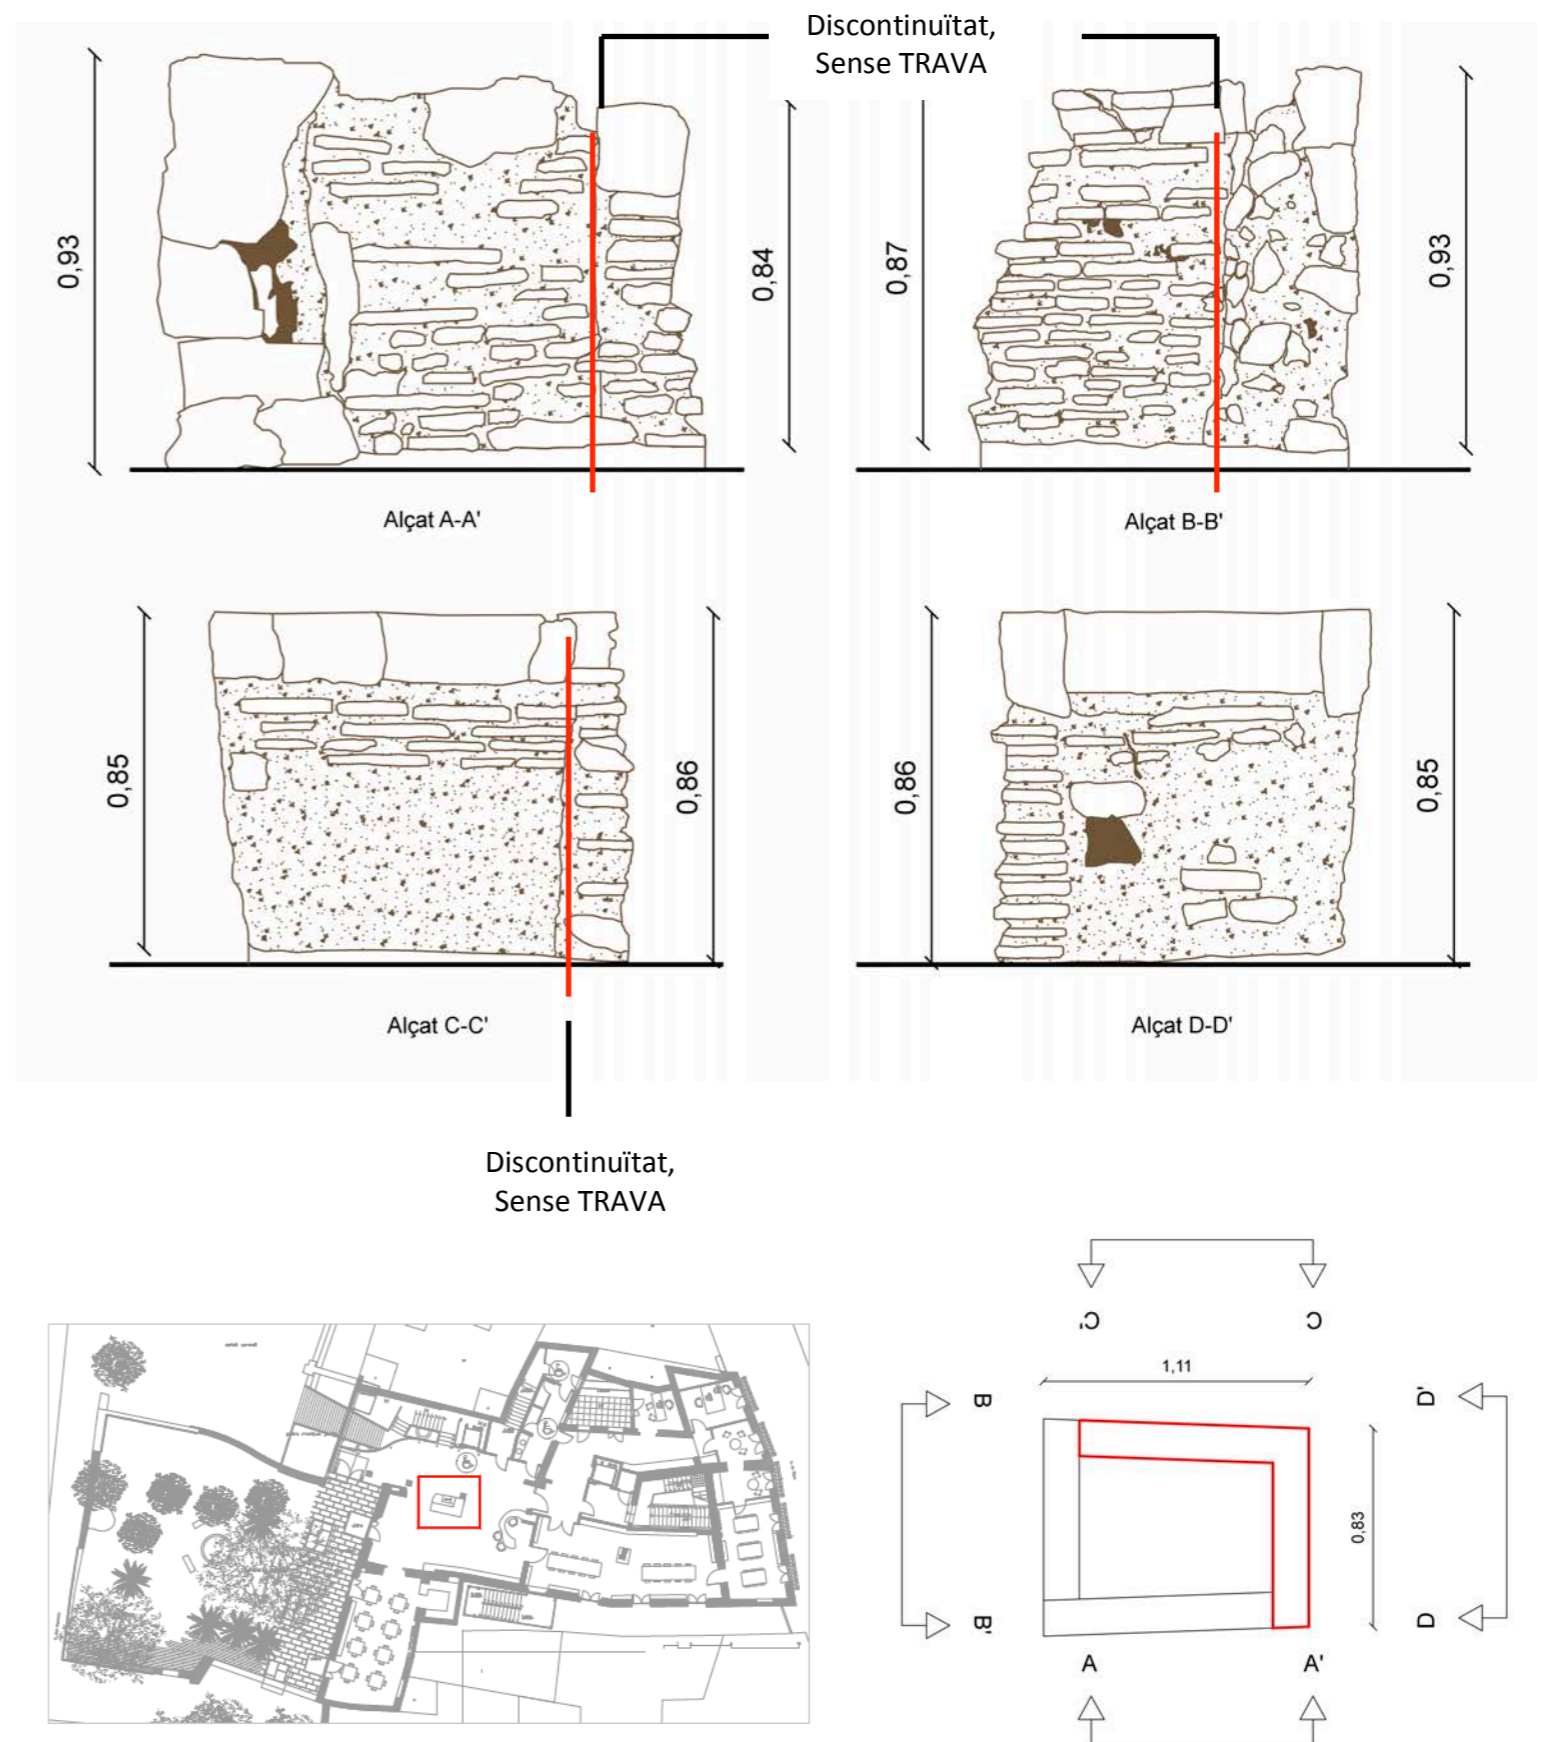 Discontinuïtat,
Sense TRAVA
0,93
0,84
0,87
0,93
Alçat A-A'
Alçat B-B'
0,85
0,86
0,86
0,85
Alçat C-C'
Alçat D-D'
Discontinuïtat,
Sense TRAVA
C'
C
1,11
B
D'
0,83
B'
D
A
A'